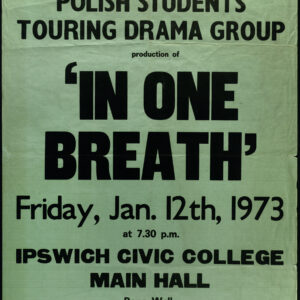 POLISH STUDENTS
TOURING DRAMA GROUP
production of
‘IN ONE
BREATH’
Friday, Jan. 12th, 1973
at 7.30 p.m.
IPSWICH CIVIC COLLEGE
MAIN HALL